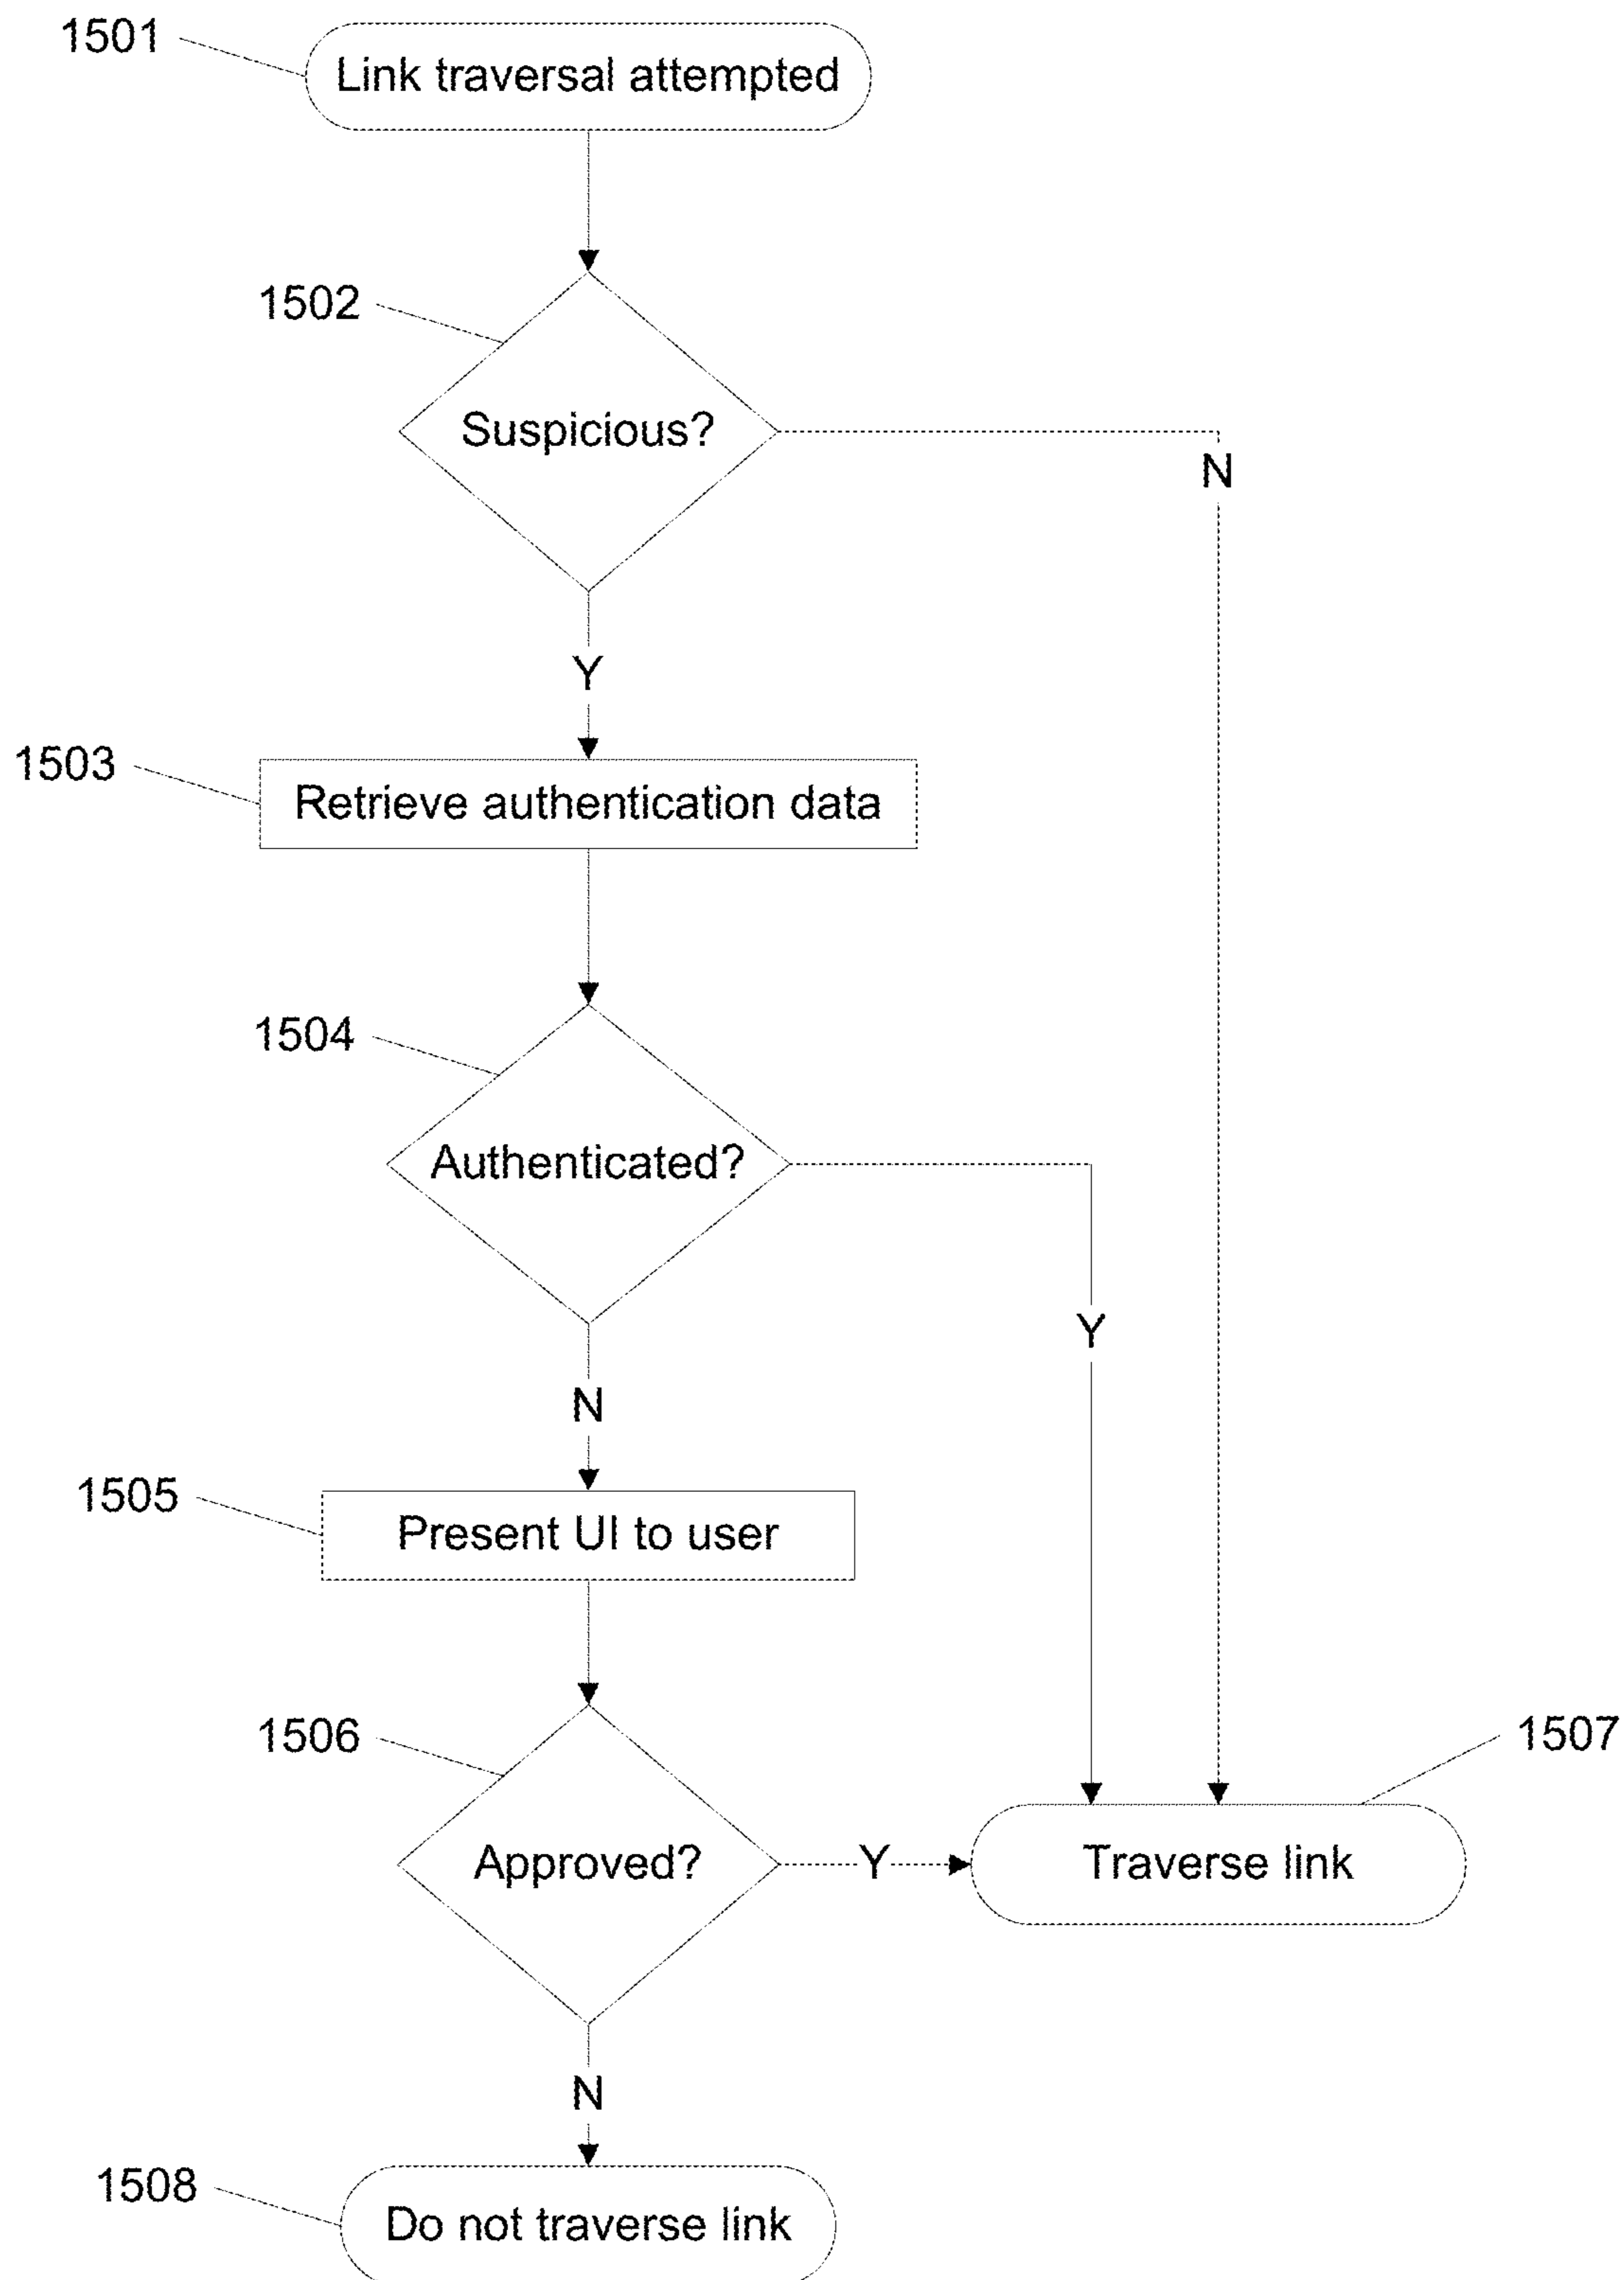 1501
Link traversal attempted
1502
Suspicious?
N
Y
1503
Retrieve authentication data
1504
Authenticated?
Y
N
1505
Present UI to user
1506
1507
Approved?
Y
Traverse link
N
1508
Do not traverse link